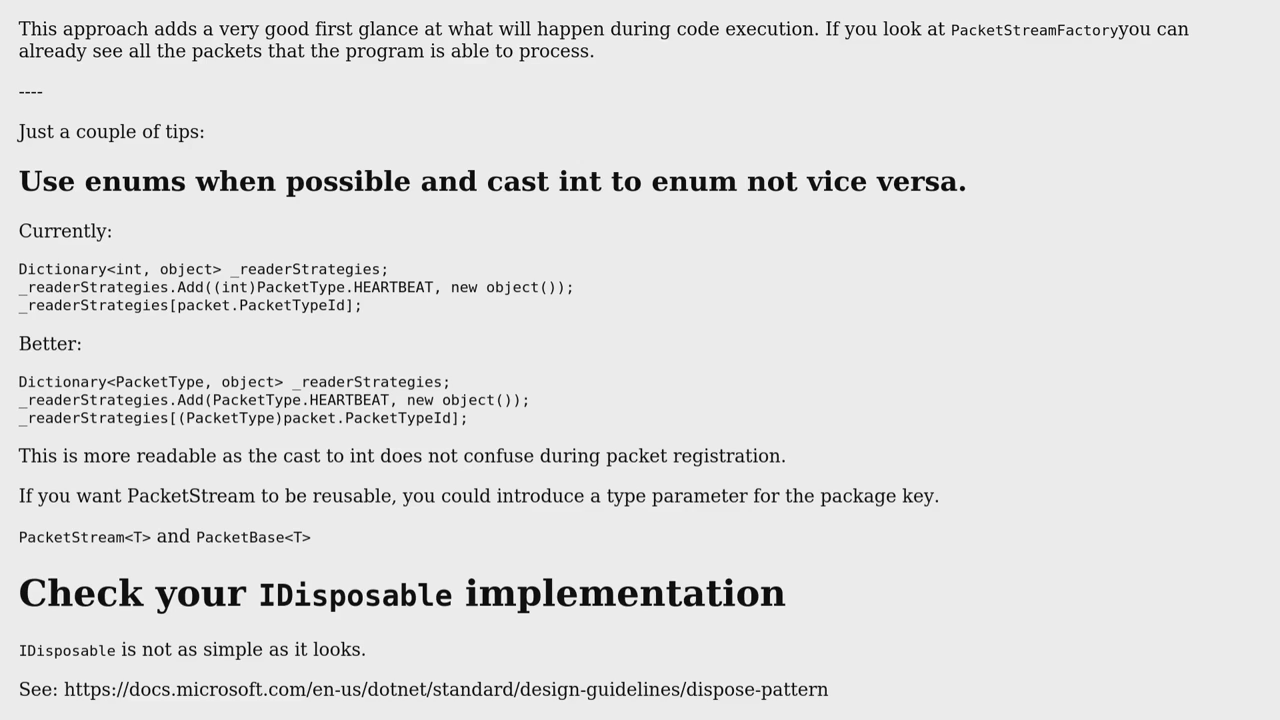 This approach adds a very good first glance at what will happen during code execution. If you look at PacketStreamFactoryyou can
already see all the packets that the program is able to process.
----
Just a couple of tips:
Use enums when possible and cast int to enum not vice versa.
Currently:
Dictionary<int, object> _readerStrategies;
_readerStrategies.Add((int)PacketType.HEARTBEAT, new object());
_readerStrategies[packet.PacketTypeId];
Better:
Dictionary<PacketType, object> _readerStrategies;
_readerStrategies.Add(PacketType.HEARTBEAT, new object());
_readerStrategies[(PacketType)packet.PacketTypeId];
This is more readable as the cast to int does not confuse during packet registration.
If you want PacketStream to be reusable, you could introduce a type parameter for the package key.
PacketStream<T> and PacketBase<T>
Check your IDisposable implementation
IDisposable is not as simple as it looks.
See: https://docs.microsoft.com/en-us/dotnet/standard/design-guidelines/dispose-pattern